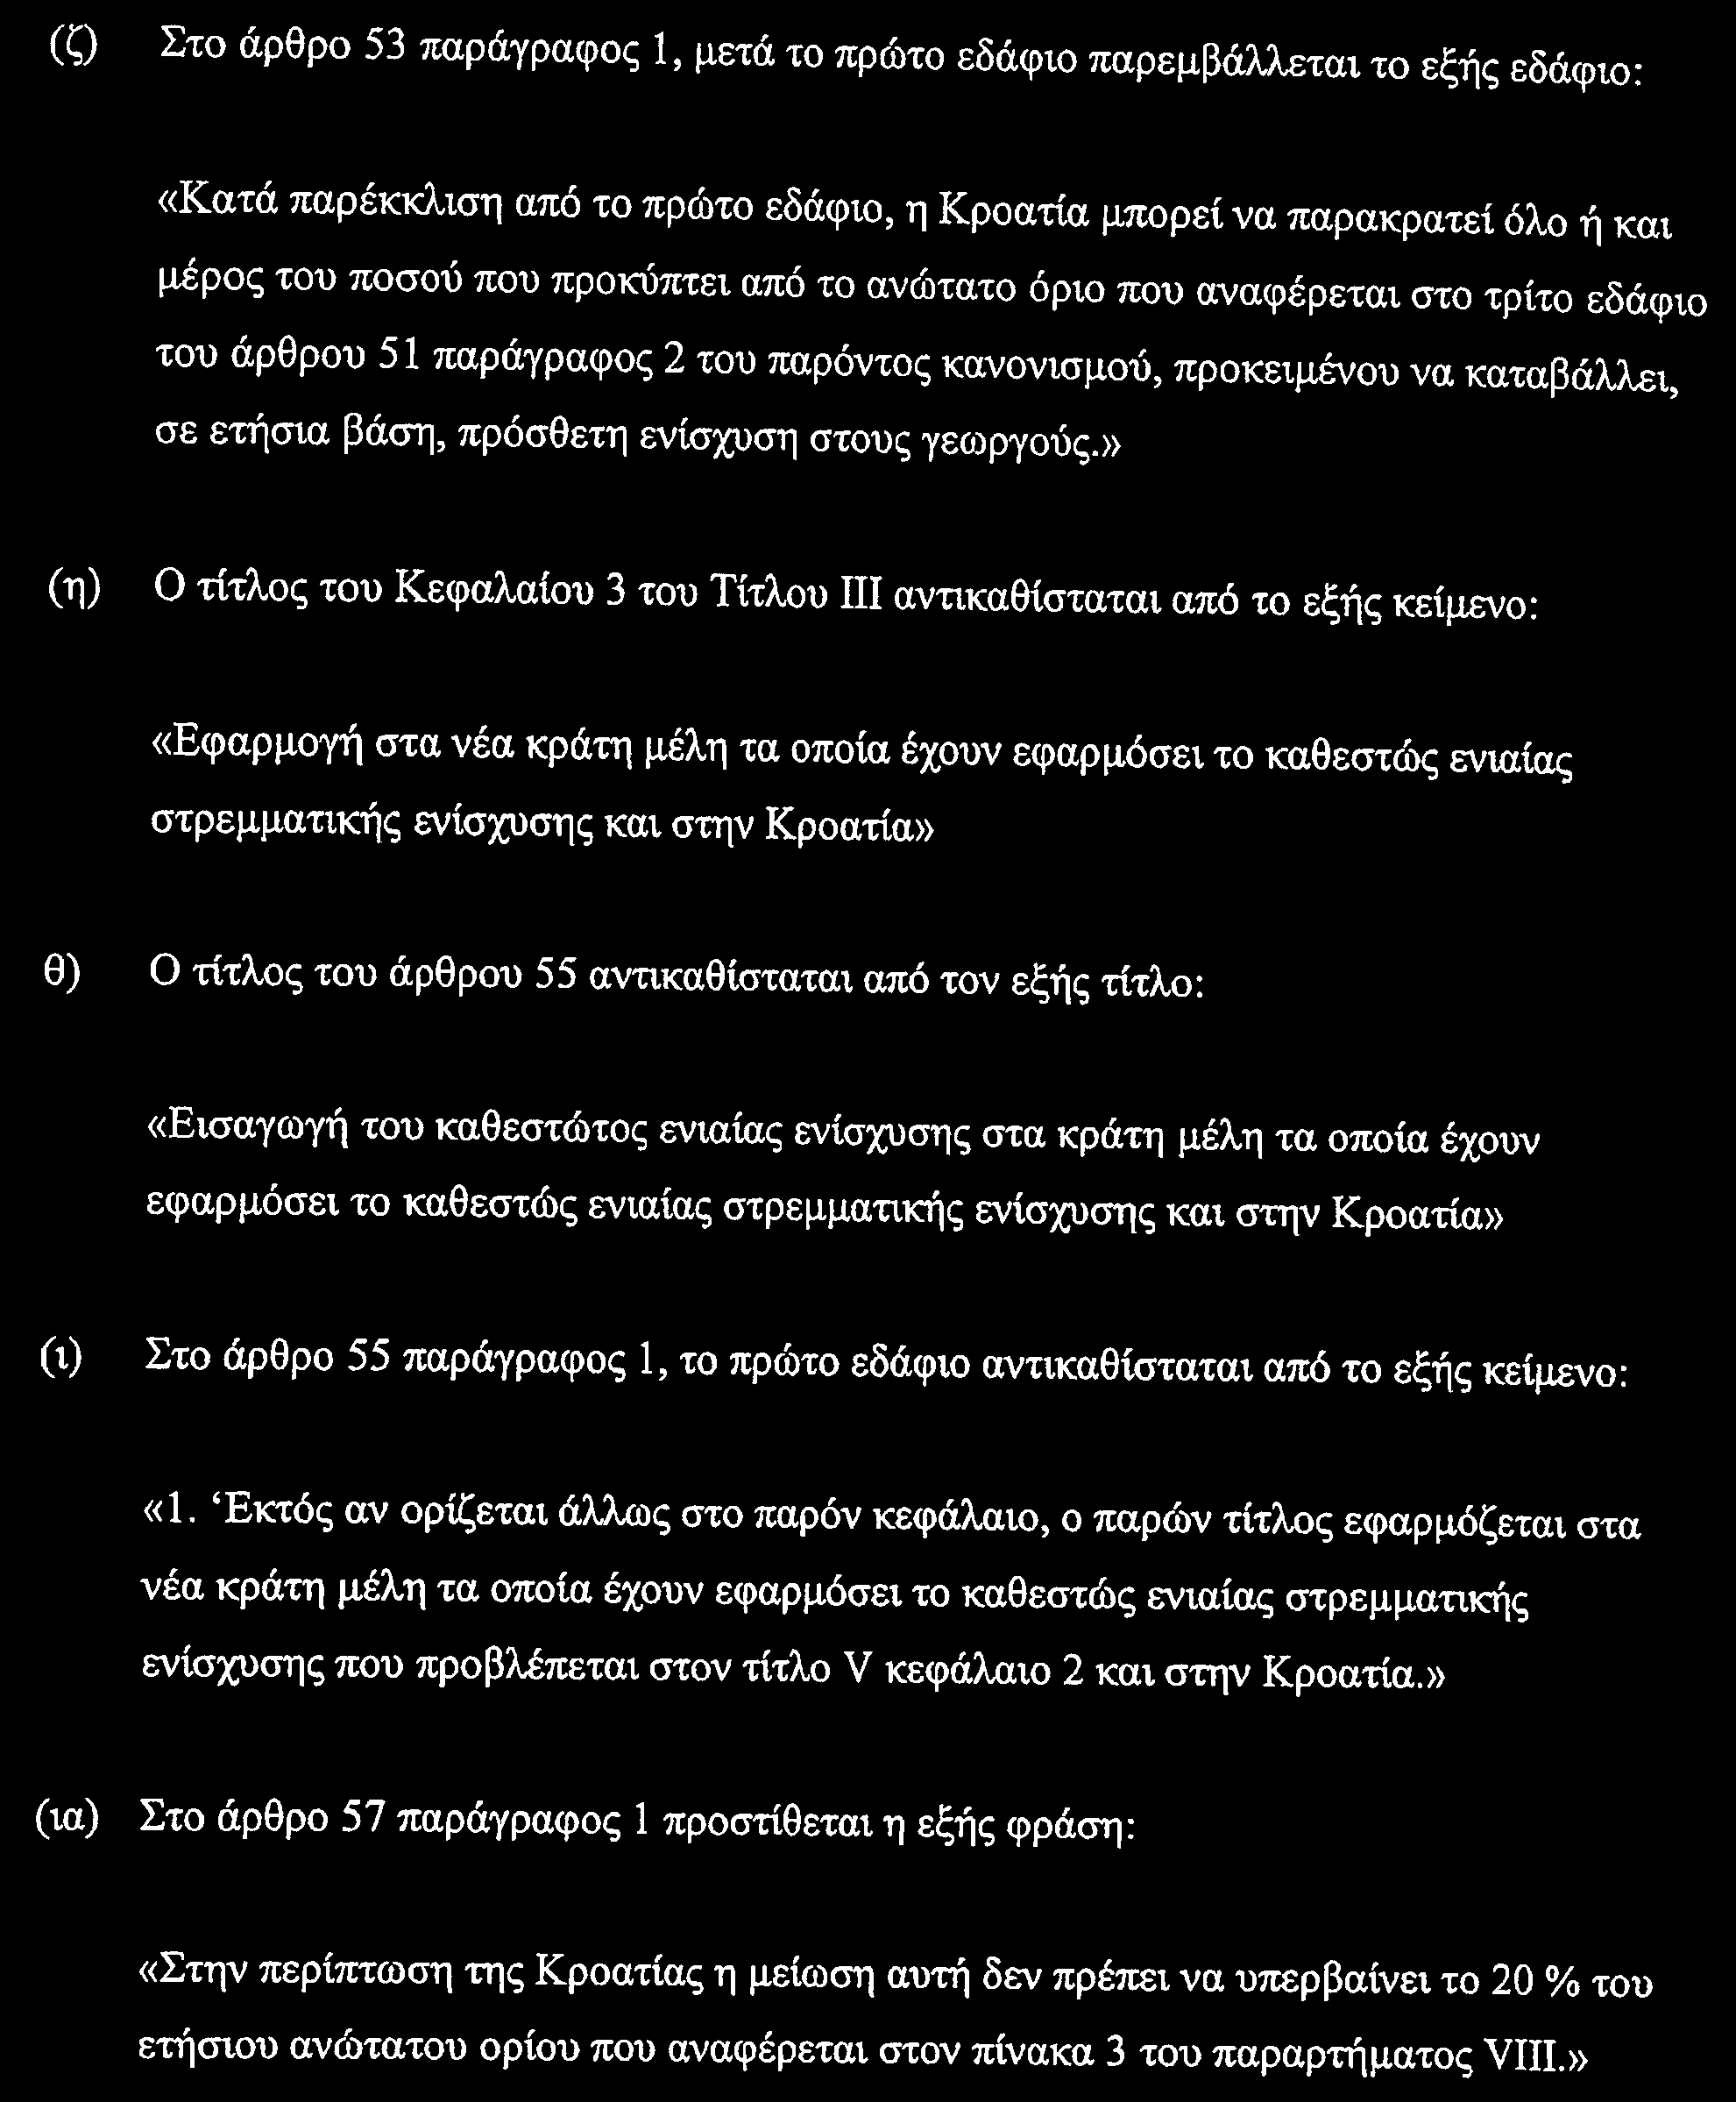 (ζ) Στο άρθρο 53 παράγραφος 1, μετά το πρώτο εδάφιο παρεμβάλλεται το εξής εδάφιο:
«Κατά παρέκκλιση από το πρώτο εδάφιο, η Κροατία μπορεί να παρακρατεί όλο ή και
μέρος του ποσού που προκύπτει από το ανώτατο όριο που αναφέρεται στο τρίτο εδάφιο
του άρθρου 51 παράγραφος 2 του παρόντος κανονισμού, προκειμένου να καταβάλλει,
σε ετήσια βάση, πρόσθετη ενίσχυση στους γεωργούς.»
(η) Ο τίτλος του Κεφαλαίου 3 του Τίτλου ΙΙΙ αντικαθίσταται από το εξής κείμενο:
«Εφαρμογή στα νέα κράτη μέλη τα οποία έχουν εφαρμόσει το καθεστώς ενιαίας
στρεμματικής ενίσχυσης και στην Κροατία»
θ) Ο τίτλος του άρθρου 55 αντικαθίσταται από τον εξής τίτλο:
«Εισαγωγή του καθεστώτος ενιαίας ενίσχυσης στα κράτη μέλη τα οποία έχουν
εφαρμόσει το καθεστώς ενιαίας στρεμματικής ενίσχυσης και στην Κροατία»
(ι) Στο άρθρο 55 παράγραφος 1, το πρώτο εδάφιο αντικαθίσταται από το εξής κείμενο:
«1. ‘Εκτός αν ορίζεται άλλως στο παρόν κεφάλαιο, ο παρών τίτλος εφαρμόζεται στα
νέα κράτη μέλη τα οποία έχουν εφαρμόσει το καθεστώς ενιαίας στρεμματικής
ενίσχυσης που προβλέπεται στον τίτλο V κεφάλαιο 2 και στην Κροατία.»
(ια) Στο άρθρο 57 παράγραφος 1 προστίθεται η εξής φράση:
«Στην περίπτωση της Κροατίας η μείωση αυτή δεν πρέπει να υπερβαίνει το 20 % του
ετήσιου ανώτατου ορίου που αναφέρεται στον πίνακα 3 του παραρτήματος VIII.»